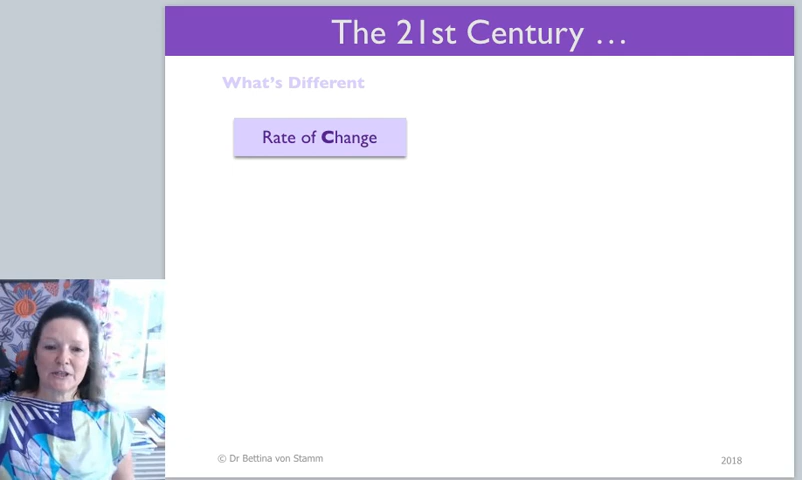 The 21st Century …
What's Different
Rate of Change
© Dr Bettina von Stamm
2018